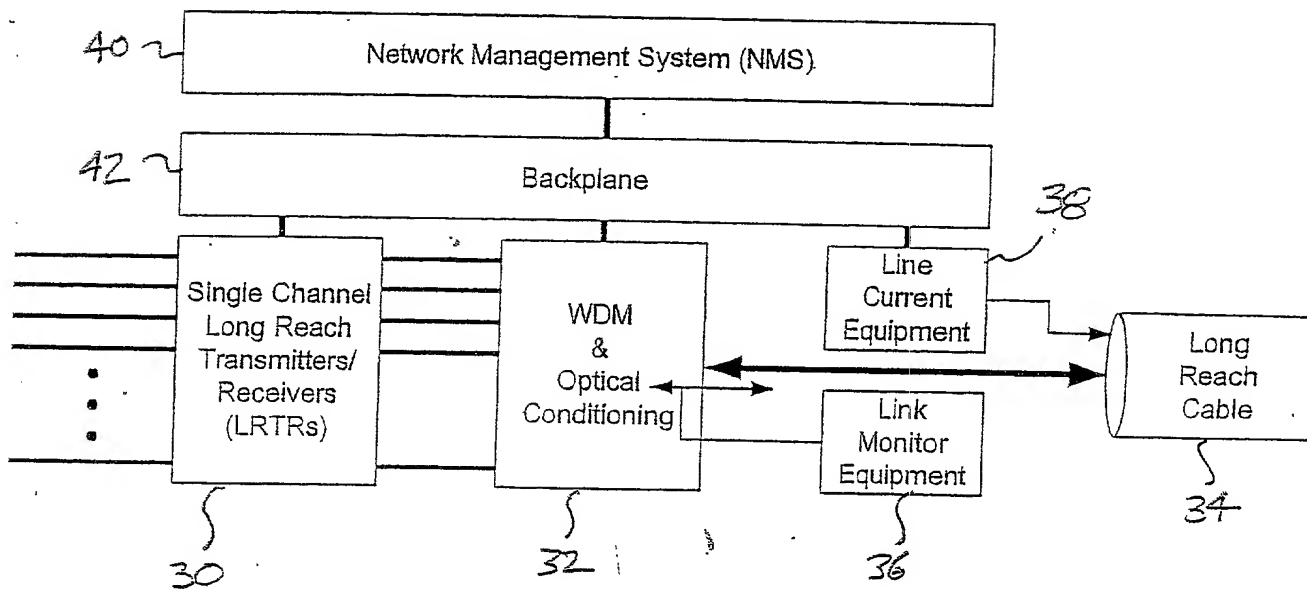 40
Network Management System (NMS)
42
Backplane
38
Single Channel
Long Reach
Transmitters/
Receivers
(LRTRs)
WDM
&
Optical
Conditioning
Line
Current
Equipment
Link
Monitor
Equipment
Long
Reach
Cable
30
32
36
34